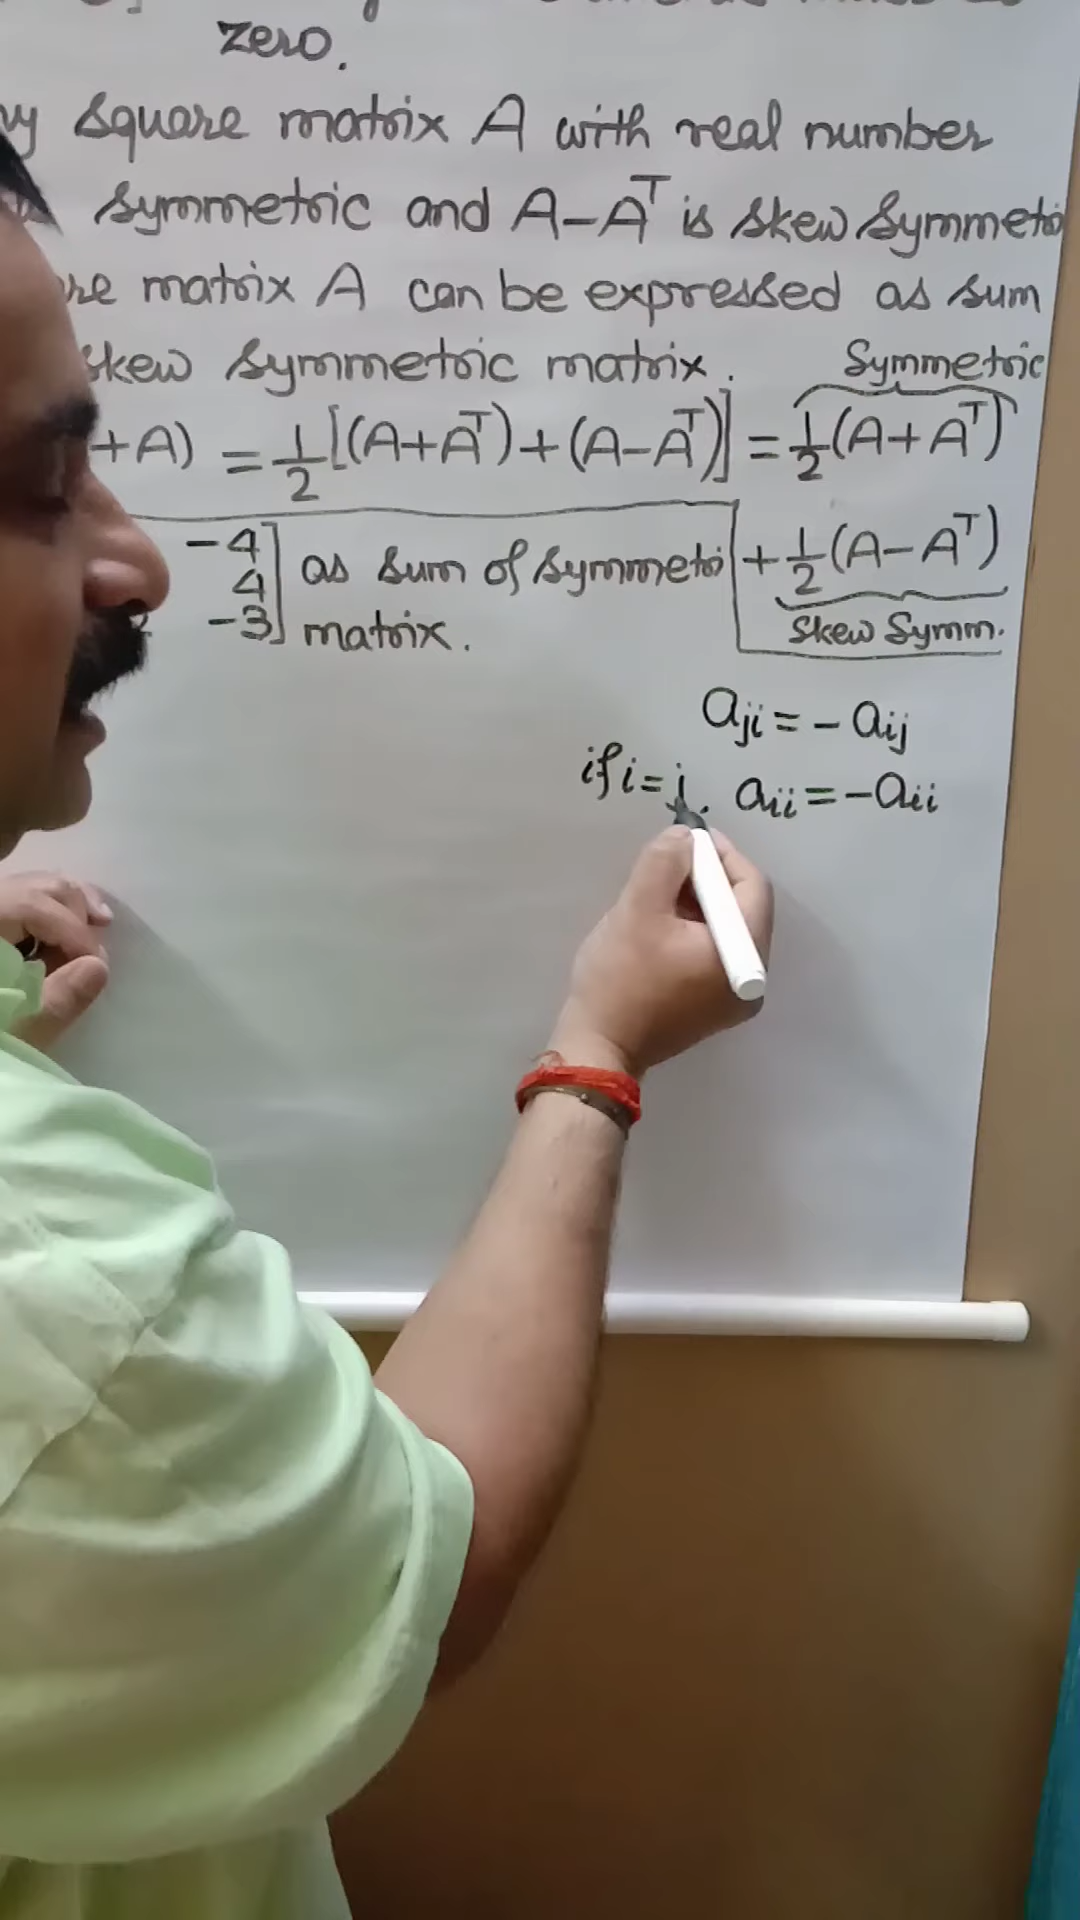 zero.
square matrix A with real number
symmetric and A-Aᵀ is skew symmetri
matrix A can be expressed as sum
skew symmetric matrix. Symmetric
+A) = 1/2 [(A+Aᵀ)+(A-Aᵀ)] = 1/2 (A+Aᵀ)
-4
4
-3] as sum of symmetri
matrix.
+ 1/2 (A-Aᵀ)
skew symm.
aji = - aij
if i=j, aii = -aii